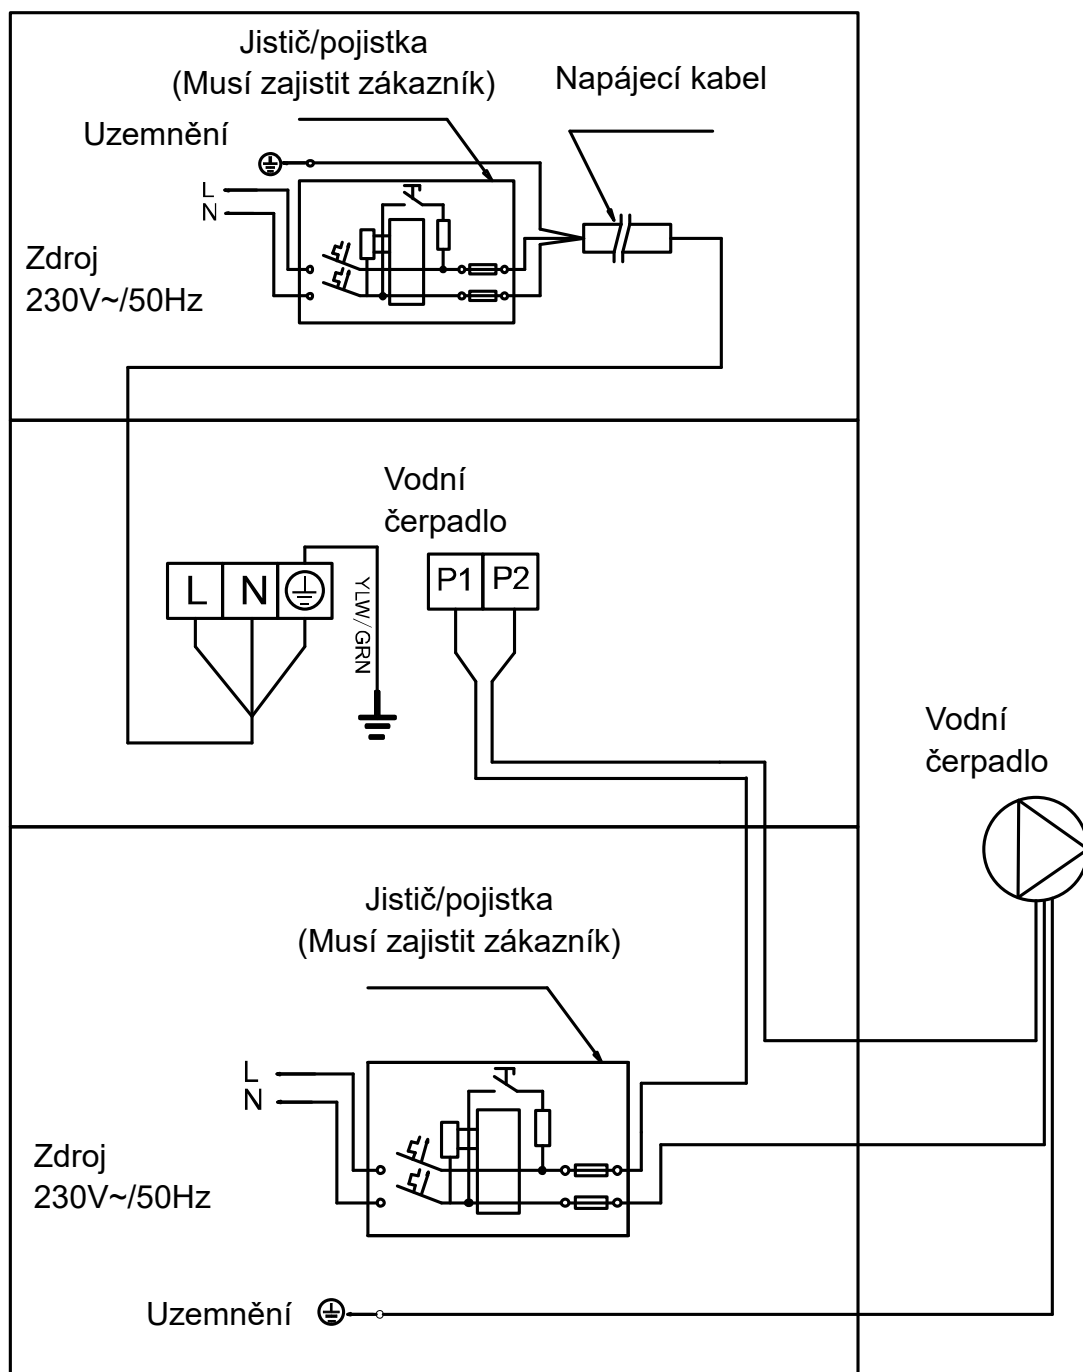 Jistič/pojistka
(Musí zajistit zákazník)
Napájecí kabel
Uzemnění
L
N
Zdroj
230V~/50Hz
Vodní
čerpadlo
L N
P1 P2
YLW/GRN
Vodní
čerpadlo
Jistič/pojistka
(Musí zajistit zákazník)
L
N
Zdroj
230V~/50Hz
Uzemnění